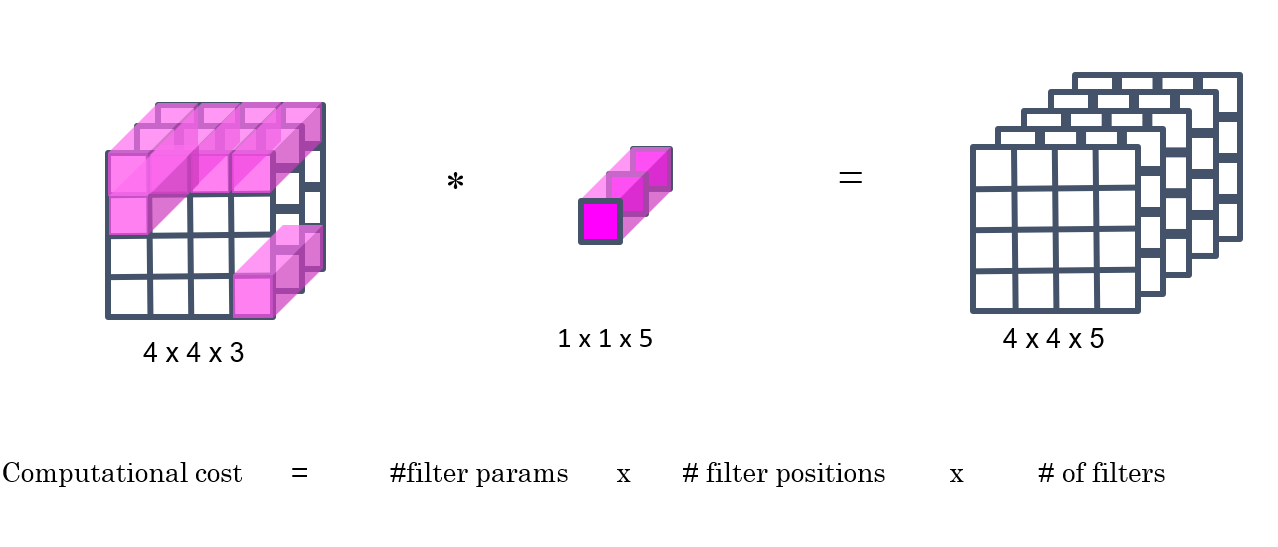 * =
4 x 4 x 3
1 x 1 x 5
4 x 4 x 5
Computational cost = #filter params x # filter positions x # of filters